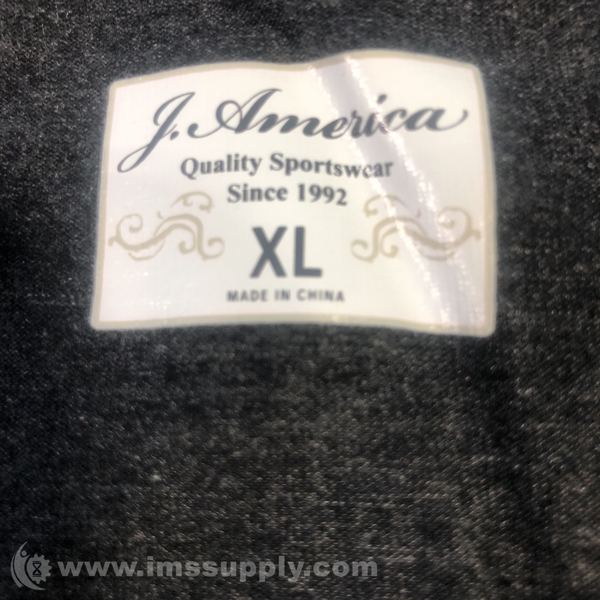 J. America
Quality Sportswear
Since 1992
XL
MADE IN CHINA
www.imssupply.com